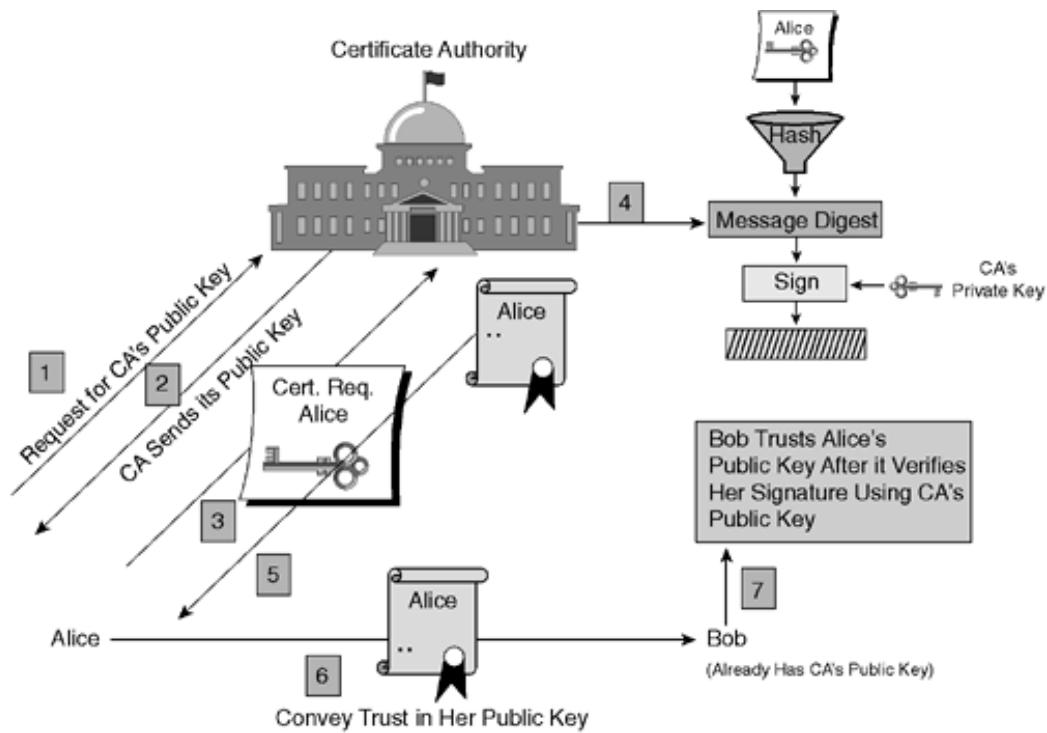 Certificate Authority
Alice
Hash
4
Message Digest
Sign
CA's
Private Key
1
Request for CA's Public Key
2
CA Sends its Public Key
Alice
Cert. Req.
Alice
3
5
Bob Trusts Alice's
Public Key After it Verifies
Her Signature Using CA's
Public Key
7
Alice
Alice
Bob
(Already Has CA's Public Key)
6
Convey Trust in Her Public Key